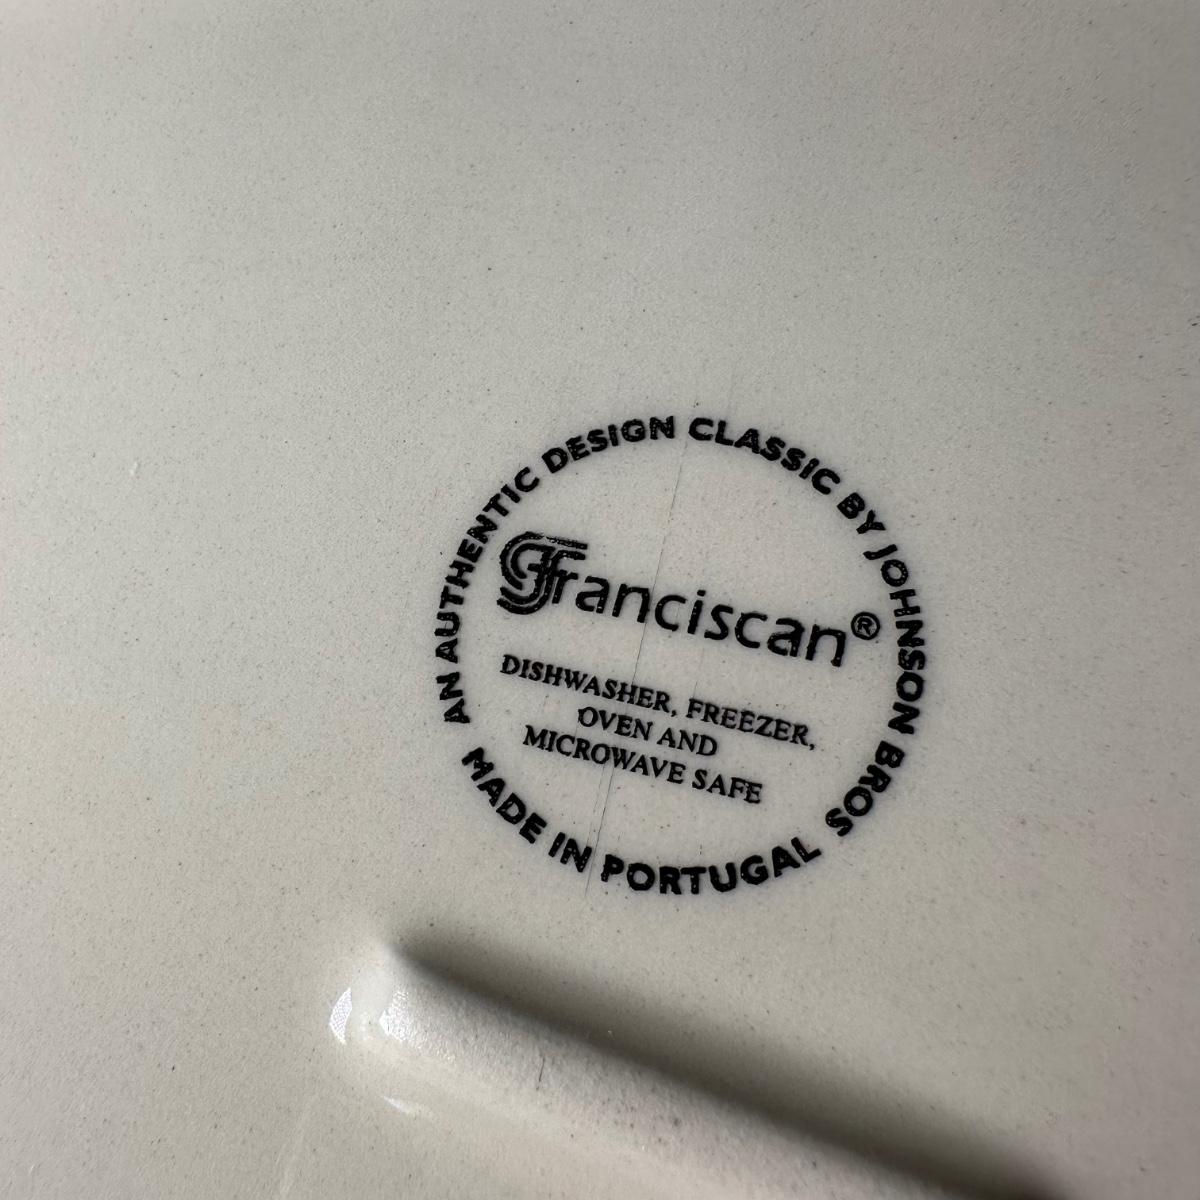 AN AUTHENTIC DESIGN CLASSIC BY JOHNSON BROS
Franciscan®
DISHWASHER, FREEZER,
OVEN AND
MICROWAVE SAFE
MADE IN PORTUGAL